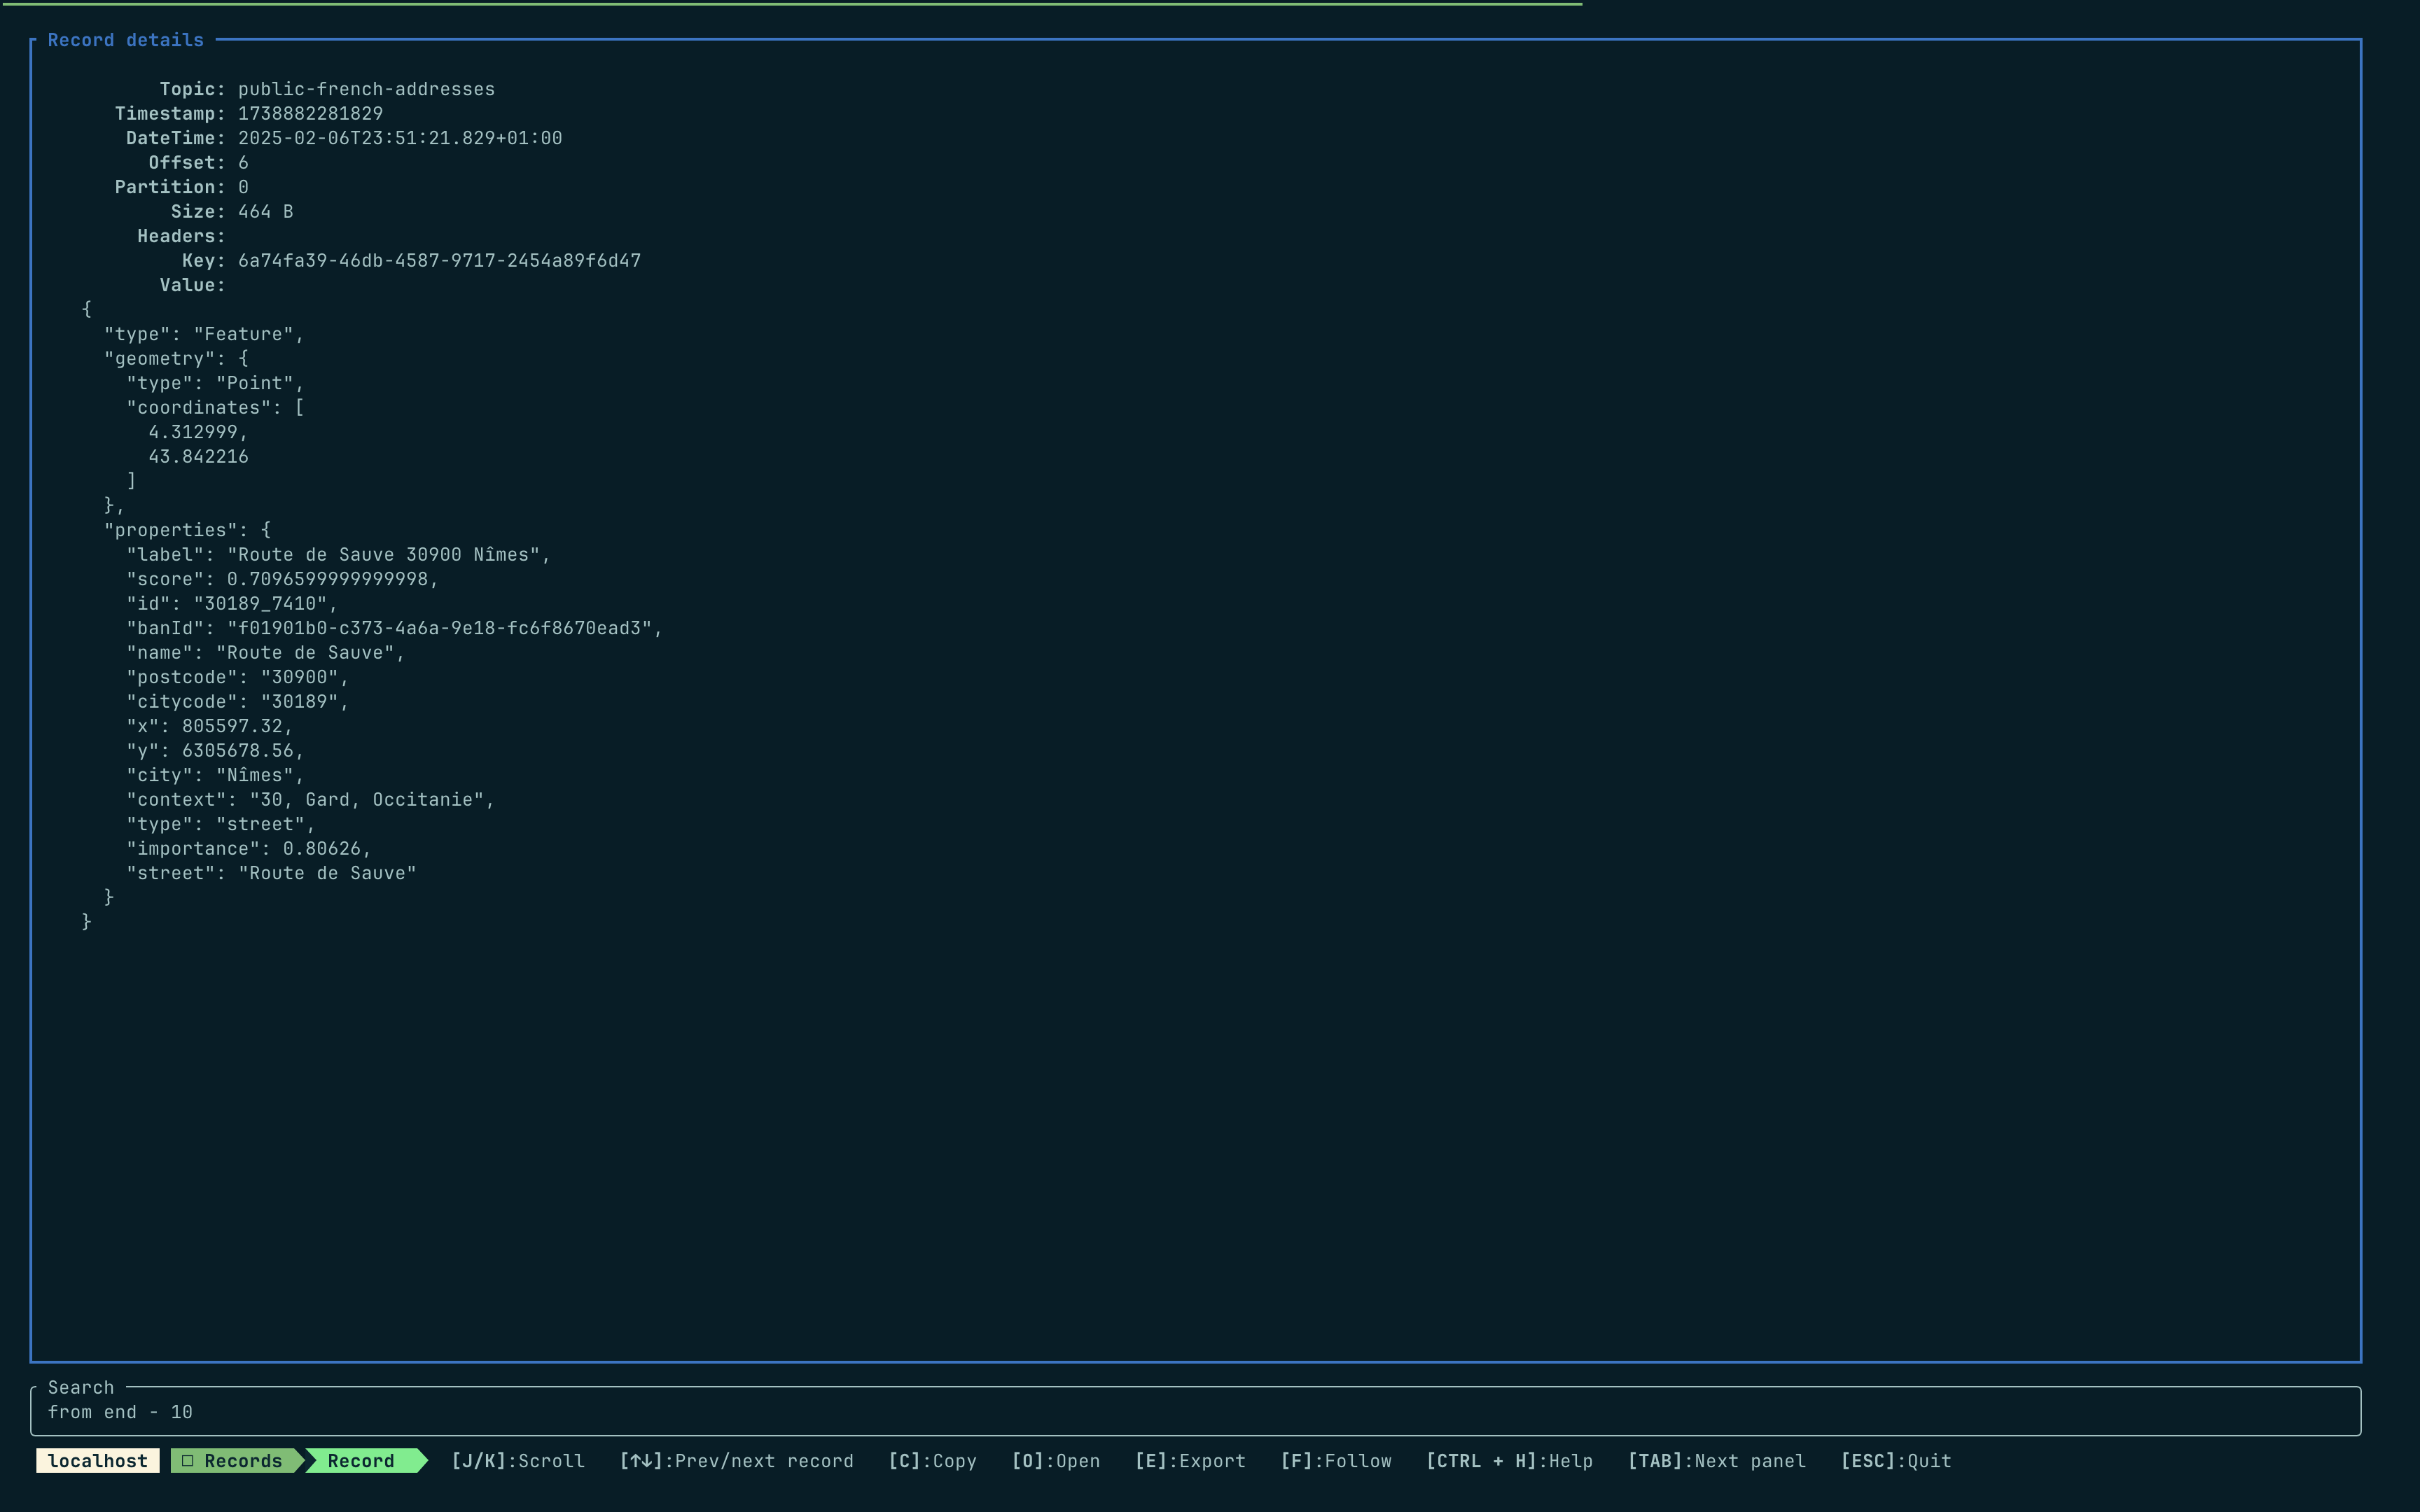 Record details
Topic: public-french-addresses
Timestamp: 1738882281829
DateTime: 2025-02-06T23:51:21.829+01:00
Offset: 6
Partition: 0
Size: 464 B
Headers:
Key: 6a74fa39-46db-4587-9717-2454a89f6d47
Value:
{
  "type": "Feature",
  "geometry": {
    "type": "Point",
    "coordinates": [
      4.312999,
      43.842216
    ]
  },
  "properties": {
    "label": "Route de Sauve 30900 Nîmes",
    "score": 0.7096599999999998,
    "id": "30189_7410",
    "banId": "f01901b0-c373-4a6a-9e18-fc6f8670ead3",
    "name": "Route de Sauve",
    "postcode": "30900",
    "citycode": "30189",
    "x": 805597.32,
    "y": 6305678.56,
    "city": "Nîmes",
    "context": "30, Gard, Occitanie",
    "type": "street",
    "importance": 0.80626,
    "street": "Route de Sauve"
  }
}
Search
from end - 10
localhost □ Records Record [J/K]:Scroll [↑↓]:Prev/next record [C]:Copy [O]:Open [E]:Export [F]:Follow [CTRL + H]:Help [TAB]:Next panel [ESC]:Quit